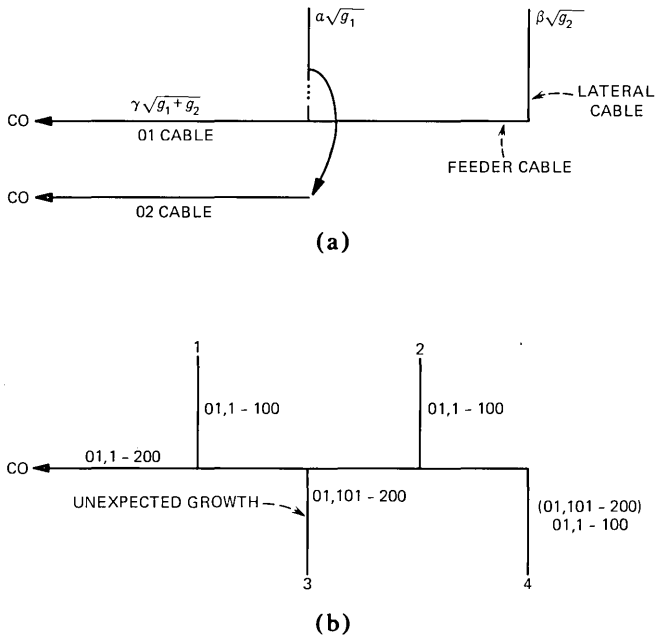 α√g₁
β√g₂
γ√g₁ + g₂
LATERAL
CABLE
CO
01 CABLE
FEEDER CABLE
CO
02 CABLE
(a)
1
2
01,1 – 100
01,1 – 100
01,1 – 200
CO
UNEXPECTED GROWTH
01,101 – 200
(01,101 – 200)
01,1 – 100
3
4
(b)